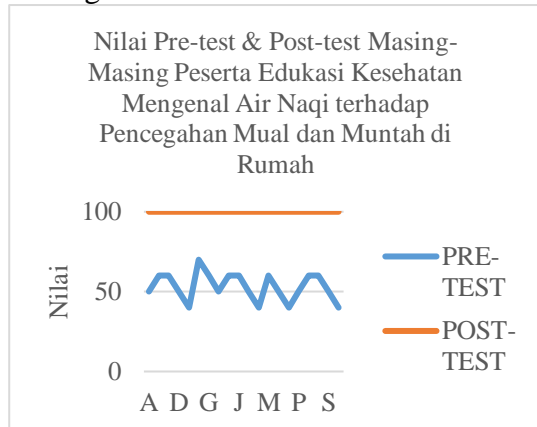 Nilai Pre-test & Post-test Masing-
Masing Peserta Edukasi Kesehatan
Mengenal Air Naqi terhadap
Pencegahan Mual dan Muntah di
Rumah
100
50
0
Nilai
A D G J M P S
PRE-
TEST
POST-
TEST